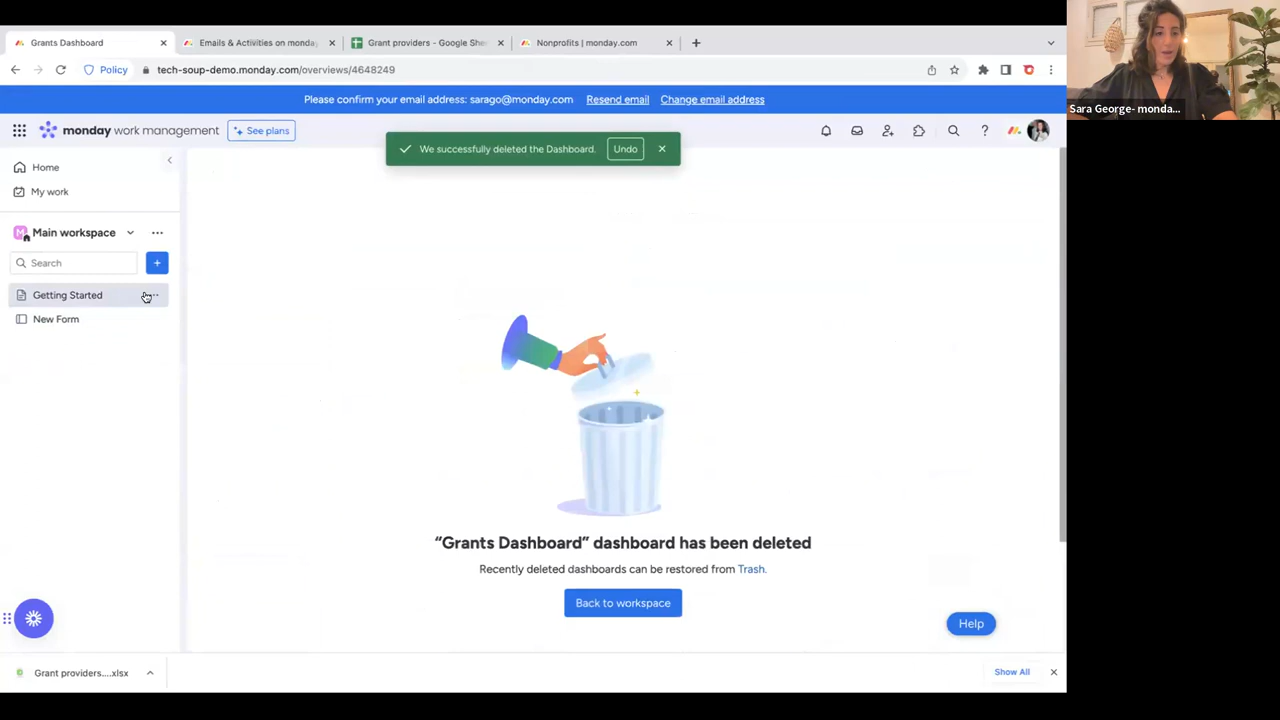 Grants Dashboard
Emails & Activities on monda
Grant providers - Google She
Nonprofits | monday.com
Policy
tech-soup-demo.monday.com/overviews/4648249
Please confirm your email address: sarago@monday.com Resend email Change email address
monday work management
See plans
We successfully deleted the Dashboard. Undo
Home
My work
M Main workspace
Search
Getting Started
New Form
“Grants Dashboard” dashboard has been deleted
Recently deleted dashboards can be restored from Trash.
Back to workspace
Help
Grant providers....xlsx
Show All
Sara George- monda...